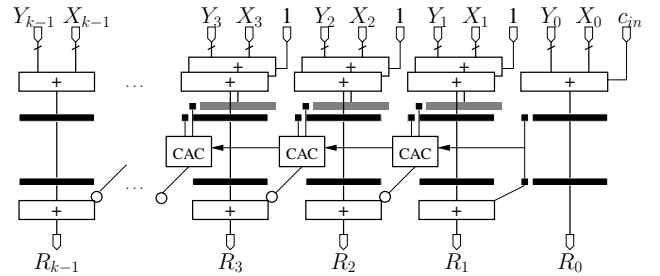 Y_{k−1} X_{k−1} Y_3 X_3 1 Y_2 X_2 1 Y_1 X_1 1 Y_0 X_0 c_{in}
+ + +
+ ... + + + +
CAC CAC CAC
...
+ + + +
R_{k−1} R_3 R_2 R_1 R_0